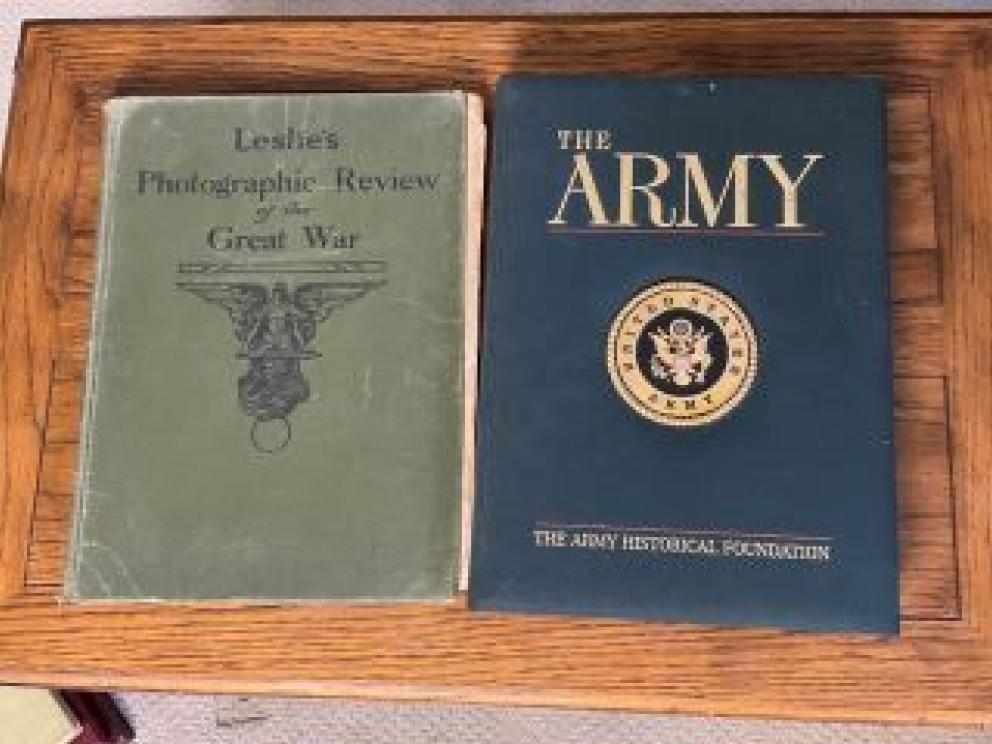 Leslie's
Photographic Review
of the
Great War
THE
ARMY
UNITED STATES
ARMY
THE ARMY HISTORICAL FOUNDATION